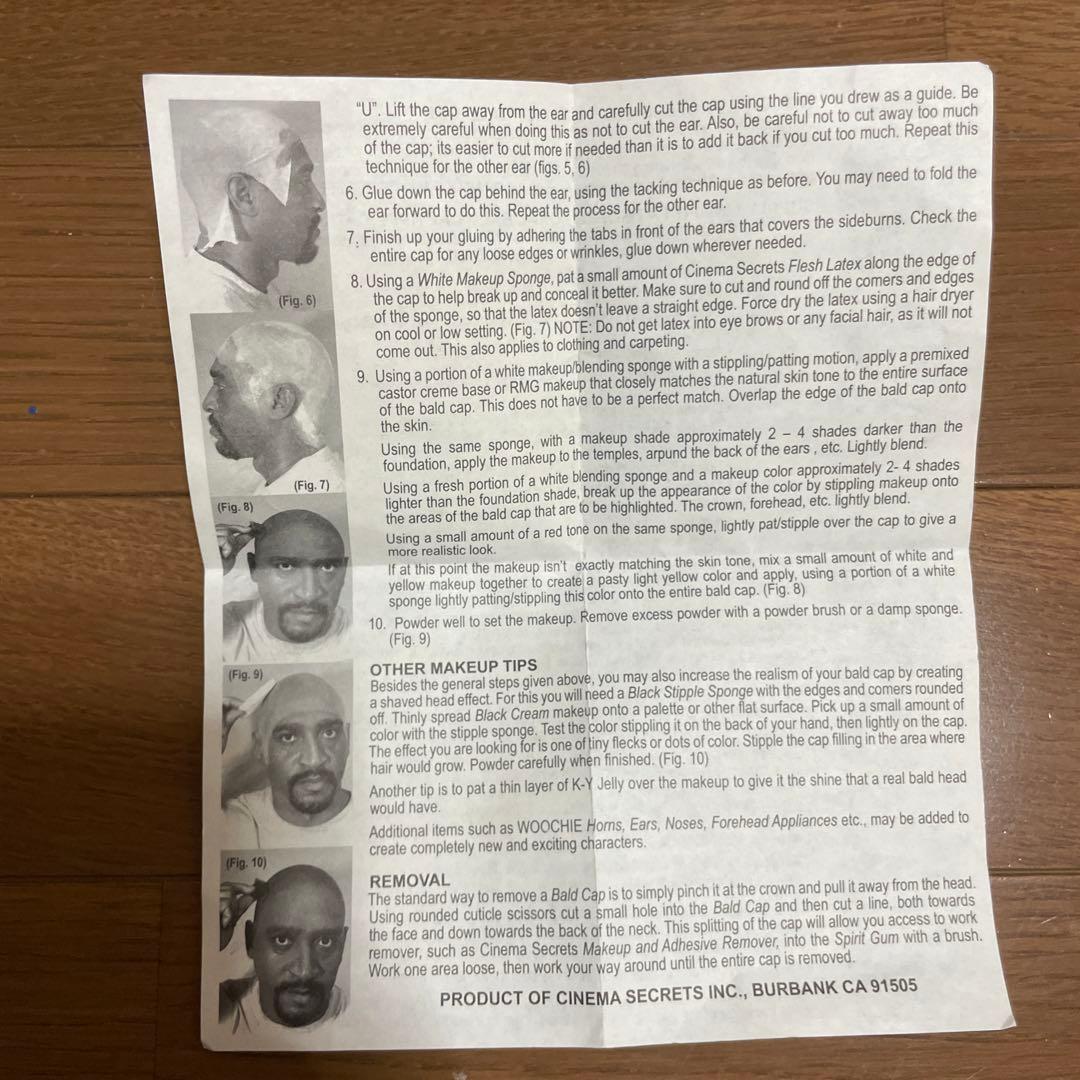 "U". Lift the cap away from the ear and carefully cut the cap using the line you drew as a guide. Be
extremely careful when doing this as not to cut the ear. Also, be careful not to cut away too much
of the cap; its easier to cut more if needed than it is to add it back if you cut too much. Repeat this
technique for the other ear (figs. 5, 6)
6. Glue down the cap behind the ear, using the tacking technique as before. You may need to fold the
ear forward to do this. Repeat the process for the other ear.
7. Finish up your gluing by adhering the tabs in front of the ears that covers the sideburns. Check the
entire cap for any loose edges or wrinkles, glue down wherever needed.
8. Using a White Makeup Sponge, pat a small amount of Cinema Secrets Flesh Latex along the edge of
the cap to help break up and conceal it better. Make sure to cut and round off the corners and edges
of the sponge, so that the latex doesn't leave a straight edge. Force dry the latex using a hair dryer
on cool or low setting. (Fig. 7) NOTE: Do not get latex into eye brows or any facial hair, as it will not
come out. This also applies to clothing and carpeting.
(Fig. 6)
9. Using a portion of a white makeup/blending sponge with a stippling/patting motion, apply a premixed
castor creme base or RMG makeup that closely matches the natural skin tone to the entire surface
of the bald cap. This does not have to be a perfect match. Overlap the edge of the bald cap onto
the skin.
Using the same sponge, with a makeup shade approximately 2 – 4 shades darker than the
foundation, apply the makeup to the temples, arpund the back of the ears , etc. Lightly blend.
(Fig. 7)
Using a fresh portion of a white blending sponge and a makeup color approximately 2- 4 shades
lighter than the foundation shade, break up the appearance of the color by stippling makeup onto
the areas of the bald cap that are to be highlighted. The crown, forehead, etc. lightly blend.
(Fig. 8)
Using a small amount of a red tone on the same sponge, lightly pat/stipple over the cap to give a
more realistic look.
If at this point the makeup isn't exactly matching the skin tone, mix a small amount of white and
yellow makeup together to create a pasty light yellow color and apply, using a portion of a white
sponge lightly patting/stippling this color onto the entire bald cap. (Fig. 8)
10. Powder well to set the makeup. Remove excess powder with a powder brush or a damp sponge.
(Fig. 9)
(Fig. 9)
OTHER MAKEUP TIPS
Besides the general steps given above, you may also increase the realism of your bald cap by creating
a shaved head effect. For this you will need a Black Stipple Sponge with the edges and comers rounded
off. Thinly spread Black Cream makeup onto a palette or other flat surface. Pick up a small amount of
color with the stipple sponge. Test the color stippling it on the back of your hand, then lightly on the cap.
The effect you are looking for is one of tiny flecks or dots of color. Stipple the cap filling in the area where
hair would grow. Powder carefully when finished. (Fig. 10)
Another tip is to pat a thin layer of K-Y Jelly over the makeup to give it the shine that a real bald head
would have.
Additional items such as WOOCHIE Horns, Ears, Noses, Forehead Appliances etc., may be added to
create completely new and exciting characters.
(Fig. 10)
REMOVAL
The standard way to remove a Bald Cap is to simply pinch it at the crown and pull it away from the head.
Using rounded cuticle scissors cut a small hole into the Bald Cap and then cut a line, both towards
the face and down towards the back of the neck. This splitting of the cap will allow you access to work
remover, such as Cinema Secrets Makeup and Adhesive Remover, into the Spirit Gum with a brush.
Work one area loose, then work your way around until the entire cap is removed.
PRODUCT OF CINEMA SECRETS INC., BURBANK CA 91505